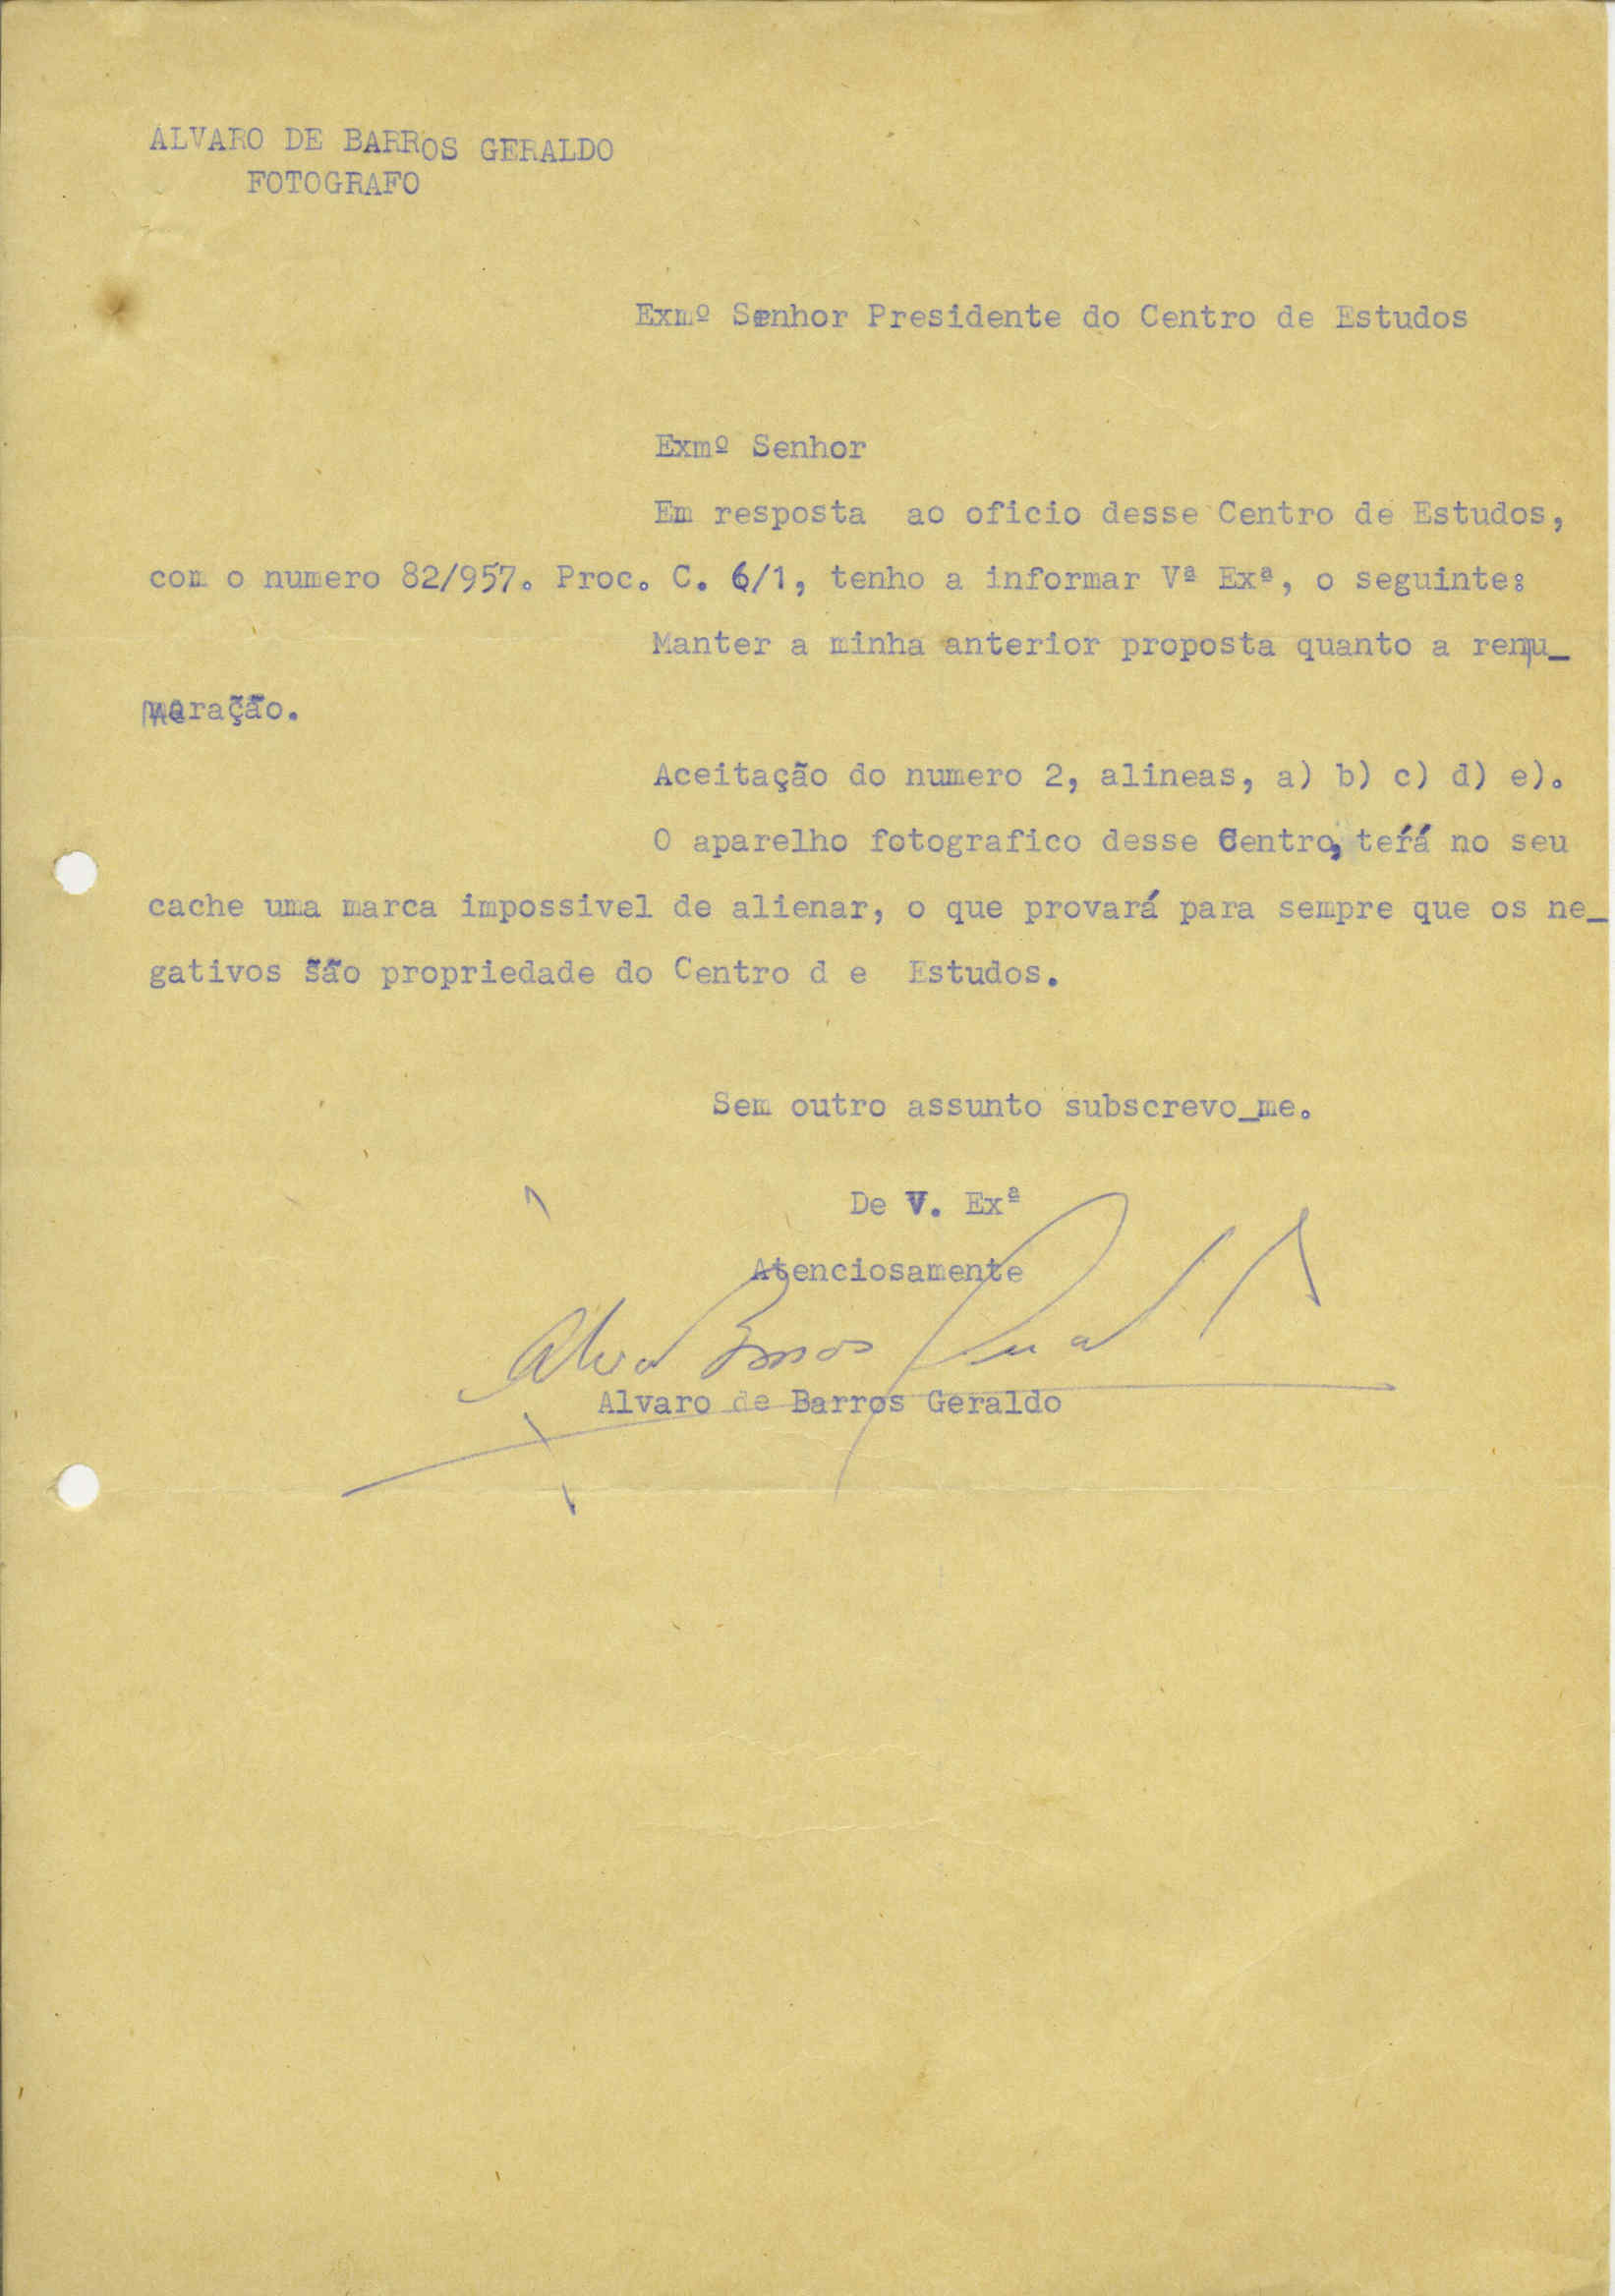 ALVARO DE BARROS GERALDO
FOTOGRAFO
Exmº Senhor Presidente do Centro de Estudos
Exmº Senhor
Em resposta ao oficio desse Centro de Estudos,
com o numero 82/957. Proc. C. 6/1, tenho a informar Vª Exª, o seguinte:
Manter a minha anterior proposta quanto a remu_
neração.
Aceitação do numero 2, alineas, a) b) c) d) e).
O aparelho fotografico desse Centro, terá no seu
cache uma marca impossivel de alienar, o que provará para sempre que os ne_
gativos são propriedade do Centro d e Estudos.
Sem outro assunto subscrevo_me.
De V. Exª
Atenciosamente
Alvaro Barros Geraldo
Alvaro de Barros Geraldo